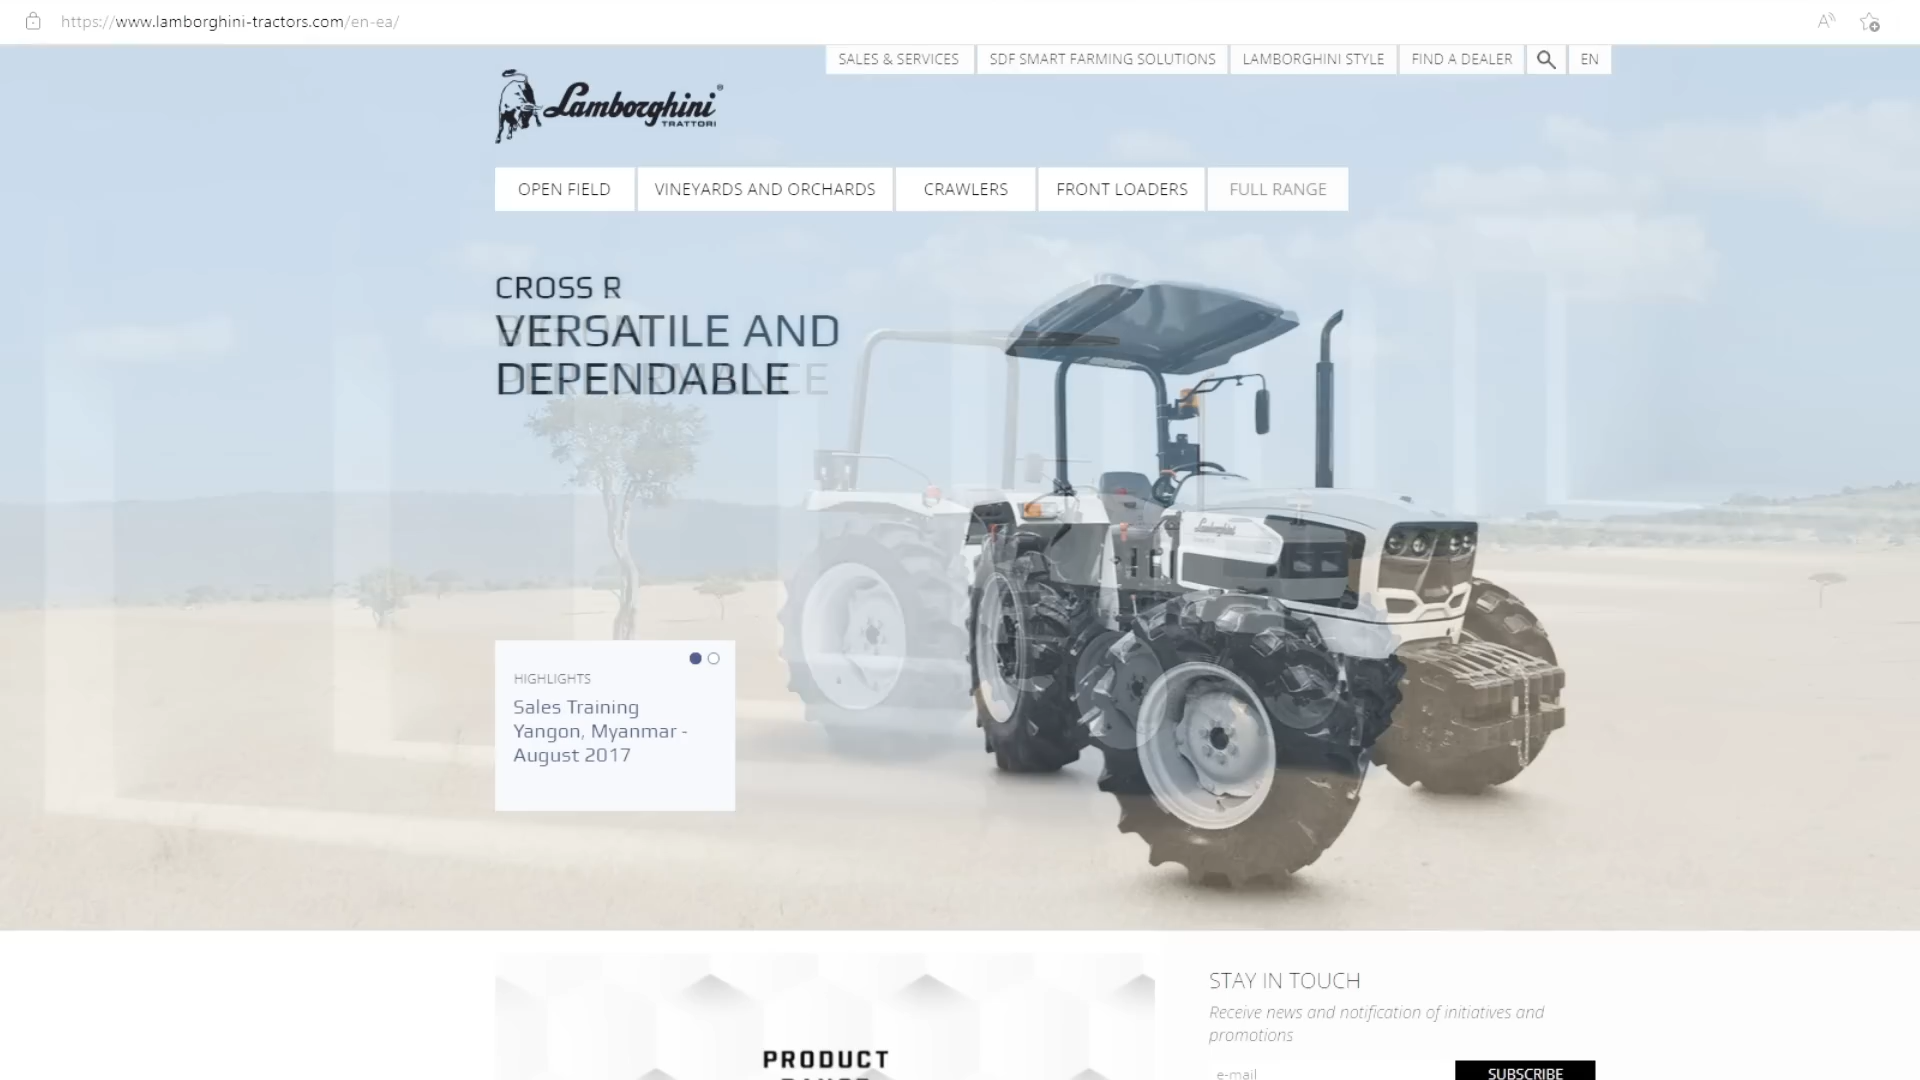 https://www.lamborghini-tractors.com/en-ea/
SALES & SERVICES
SDF SMART FARMING SOLUTIONS
LAMBORGHINI STYLE
FIND A DEALER
EN
Lamborghini®
TRATTORI
OPEN FIELD
VINEYARDS AND ORCHARDS
CRAWLERS
FRONT LOADERS
FULL RANGE
CROSS R
VERSATILE AND
DEPENDABLE
Lamborghini
HIGHLIGHTS
Sales Training
Yangon, Myanmar -
August 2017
STAY IN TOUCH
Receive news and notification of initiatives and
promotions
PRODUCT
e-mail
SUBSCRIBE